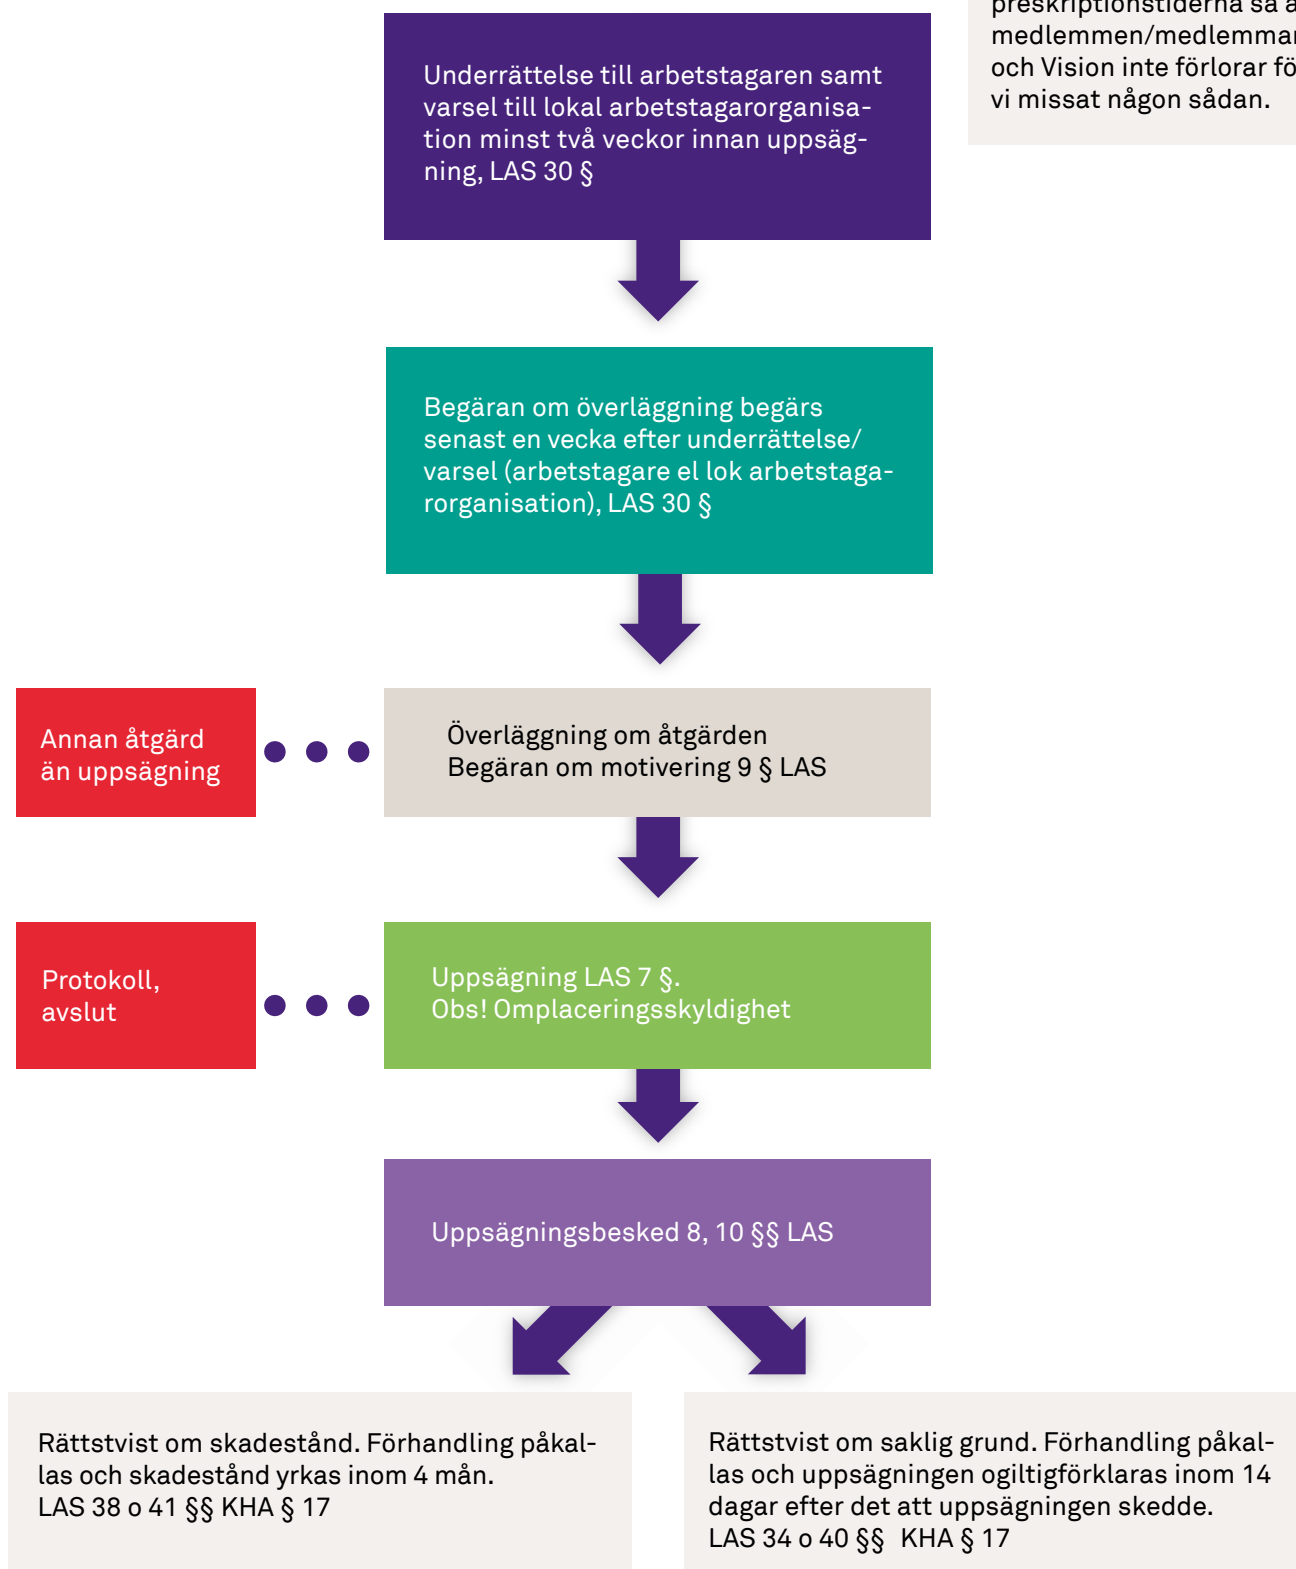 preskriptionstiderna så a
medlemmen/medlemmar
och Vision inte förlorar fö
vi missat någon sådan.
Underrättelse till arbetstagaren samt
varsel till lokal arbetstagarorganisa-
tion minst två veckor innan uppsäg-
ning, LAS 30 §
Begäran om överläggning begärs
senast en vecka efter underrättelse/
varsel (arbetstagare el lok arbetstaga-
rorganisation), LAS 30 §
Annan åtgärd
än uppsägning
Överläggning om åtgärden
Begäran om motivering 9 § LAS
Protokoll,
avslut
Uppsägning LAS 7 §.
Obs! Omplaceringsskyldighet
Uppsägningsbesked 8, 10 §§ LAS
Rättstvist om skadestånd. Förhandling påkal-
las och skadestånd yrkas inom 4 mån.
LAS 38 o 41 §§ KHA § 17
Rättstvist om saklig grund. Förhandling påkal-
las och uppsägningen ogiltigförklaras inom 14
dagar efter det att uppsägningen skedde.
LAS 34 o 40 §§ KHA § 17